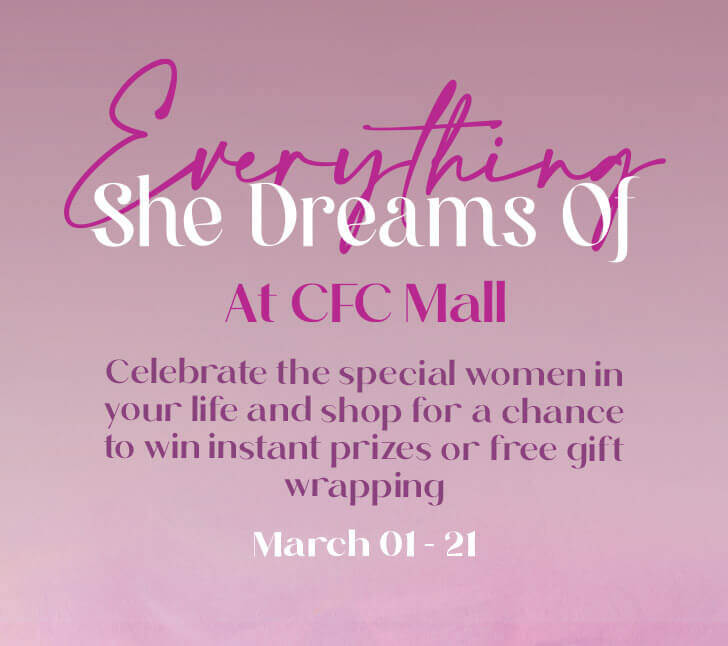 Everything
She Dreams Of
At CFC Mall
Celebrate the special women in
your life and shop for a chance
to win instant prizes or free gift
wrapping
March 01 - 21